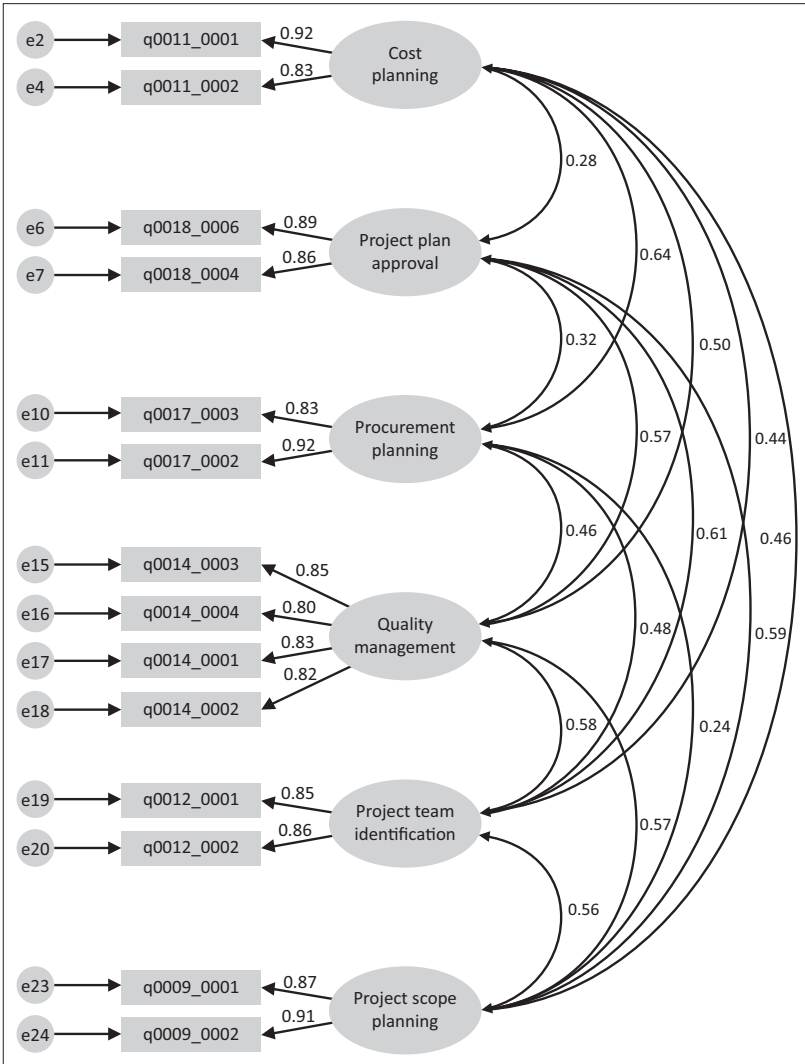 e2
q0011_0001
0.92
Cost
planning
e4
q0011_0002
0.83
0.28
e6
q0018_0006
0.89
Project plan
approval
e7
q0018_0004
0.86
0.64
0.32
0.50
e10
q0017_0003
0.83
Procurement
planning
e11
q0017_0002
0.92
0.57
0.44
0.46
0.61
0.46
e15
q0014_0003
0.85
e16
q0014_0004
0.80
Quality
management
e17
q0014_0001
0.83
e18
q0014_0002
0.82
0.48
0.59
0.58
0.24
e19
q0012_0001
0.85
Project team
identification
e20
q0012_0002
0.86
0.57
0.56
e23
q0009_0001
0.87
Project scope
planning
e24
q0009_0002
0.91